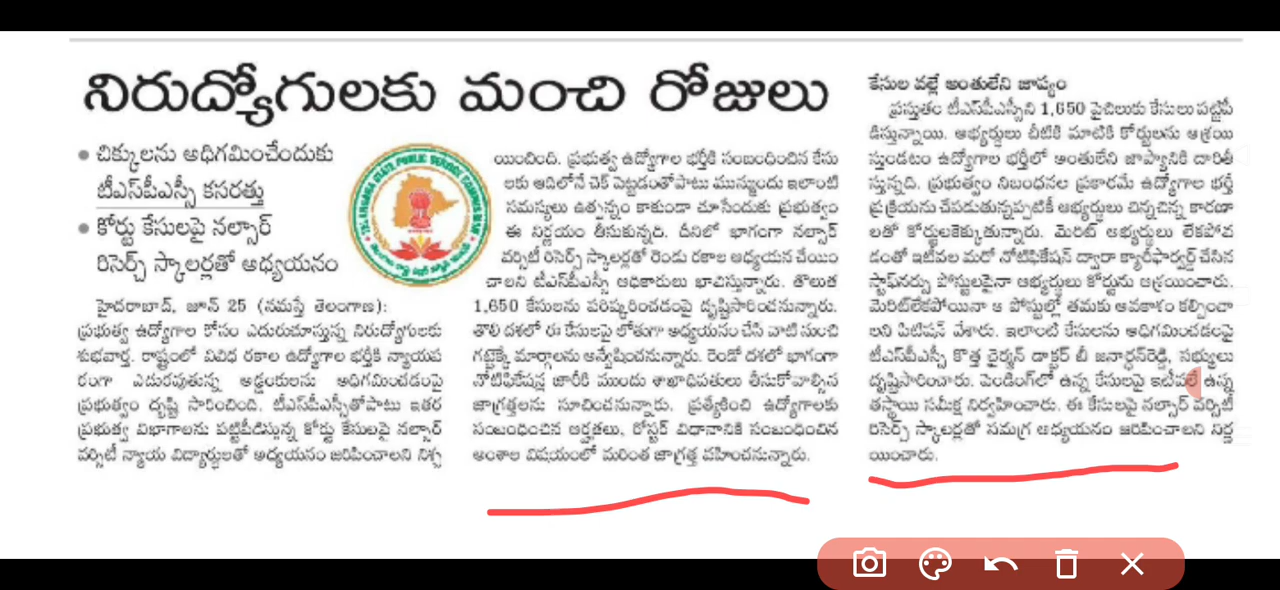 నిరుద్యోగులకు మంచి రోజులు
• చిక్కులను అధిగమించేందుకు
టీఎస్‌పీఎస్సీ కసరత్తు
• కోర్టు కేసులపై నల్సార్
రిసెర్చ్ స్కాలర్లతో అధ్యయనం
TELANGANA STATE PUBLIC SERVICE COMMISSION
హైదరాబాద్, జూన్ 25 (నమస్తే తెలంగాణ):
ప్రభుత్వ ఉద్యోగాల కోసం ఎదురుచూస్తున్న నిరుద్యోగులకు
శుభవార్త. రాష్ట్రంలో వివిధ రకాల ఉద్యోగాల భర్తీకి న్యాయప
రంగా ఎదురవుతున్న అడ్డంకులను అధిగమించడంపై
ప్రభుత్వం దృష్టి సారించింది. టీఎస్‌పీఎస్సీతోపాటు ఇతర
ప్రభుత్వ విభాగాలను పట్టిపీడిస్తున్న కోర్టు కేసులపై నల్సార్
వర్సిటీ న్యాయ విద్యార్థులతో అధ్యయనం జరిపించాలని నిర్ణ
యించింది. ప్రభుత్వ ఉద్యోగాల భర్తీకి సంబంధించిన కేసు
లకు ఆదిలోనే చెక్ పెట్టడంతోపాటు మున్ముందు ఇలాంటి
సమస్యలు ఉత్పన్నం కాకుండా చూసేందుకు ప్రభుత్వం
ఈ నిర్ణయం తీసుకున్నది. దీనిలో భాగంగా నల్సార్
వర్సిటీ రిసెర్చ్ స్కాలర్లతో రెండు రకాల అధ్యయన చేయిం
చాలని టీఎస్‌పీఎస్సీ అధికారులు భావిస్తున్నారు. తొలుత
1,650 కేసులను పరిష్కరించడంపై దృష్టిసారించనున్నారు.
తొలి దశలో ఈ కేసులపై లోతుగా అధ్యయనం చేసి వాటి నుంచి
గట్టెక్కే మార్గాలను అన్వేషించనున్నారు. రెండో దశలో భాగంగా
నోటిఫికేషన్ల జారీకి ముందు శాఖాధిపతులు తీసుకోవాల్సిన
జాగ్రత్తలను సూచించనున్నారు. ప్రత్యేకించి ఉద్యోగాలకు
సంబంధించిన అర్హతలు, రోస్టర్ విధానానికి సంబంధించిన
అంశాల విషయంలో మరింత జాగ్రత్త వహించనున్నారు.
కేసుల వల్లే అంతులేని జాప్యం
ప్రస్తుతం టీఎస్‌పీఎస్సీని 1,650 పైచిలుకు కేసులు పట్టిపీ
డిస్తున్నాయి. అభ్యర్థులు చీటికి మాటికి కోర్టులను ఆశ్రయి
స్తుండటం ఉద్యోగాల భర్తీలో అంతులేని జాప్యానికి దారితీ
స్తున్నది. ప్రభుత్వం నిబంధనల ప్రకారమే ఉద్యోగాల భర్తీ
ప్రక్రియను చేపడుతున్నప్పటికీ అభ్యర్థులు చిన్నచిన్న కారణా
లతో కోర్టులకెక్కుతున్నారు. మెరిట్ అభ్యర్థులు లేకపోవ
డంతో ఇటీవల మరో నోటిఫికేషన్ ద్వారా క్యారీఫార్వర్డ్ చేసిన
స్టాఫ్‌నర్సు పోస్టులపైనా అభ్యర్థులు కోర్టును ఆశ్రయించారు.
మెరిట్‌లేకపోయినా ఆ పోస్టుల్లో తమకు అవకాశం కల్పించా
లని పిటిషన్ వేశారు. ఇలాంటి కేసులను అధిగమించడంపై
టీఎస్‌పీఎస్సీ కొత్త చైర్మన్ డాక్టర్ బీ జనార్ధన్‌రెడ్డి, సభ్యులు
దృష్టిసారించారు. పెండింగ్‌లో ఉన్న కేసులపై ఇటీవలే ఉన్న
తస్థాయి సమీక్ష నిర్వహించారు. ఈ కేసులపై నల్సార్ వర్సిటీ
రిసెర్చ్ స్కాలర్లతో సమగ్ర అధ్యయనం జరిపించాలని నిర్ణ
యించారు.